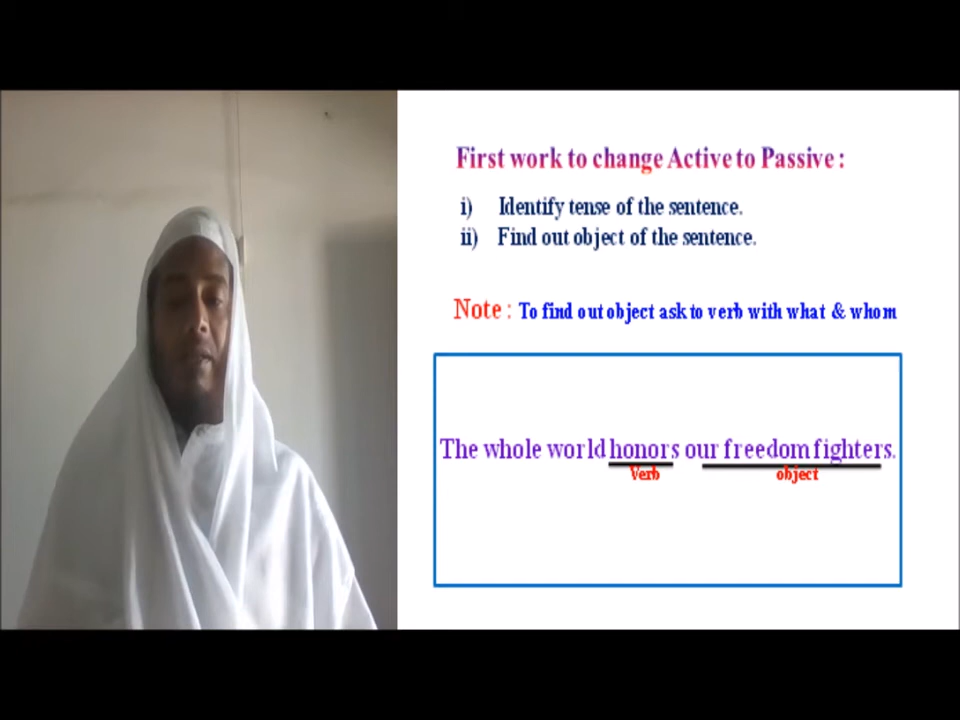 First work to change Active to Passive :
i) Identify tense of the sentence.
ii) Find out object of the sentence.
Note : To find out object ask to verb with what & whom
The whole world honors our freedom fighters.
Verb object